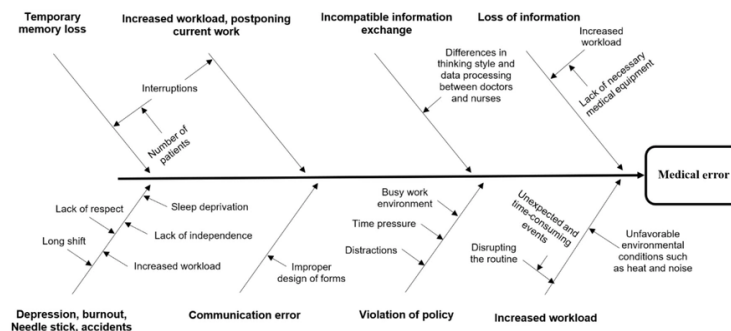 Temporary
memory loss
Increased workload, postponing
current work
Incompatible information
exchange
Loss of information
Interruptions
Number of
patients
Differences in
thinking style and
data processing
between doctors
and nurses
Increased
workload
Lack of necessary
medical equipment
Medical error
Sleep deprivation
Lack of respect
Lack of independence
Long shift
Increased workload
Depression, burnout,
Needle stick, accidents
Improper
design of forms
Communication error
Busy work
environment
Time pressure
Distractions
Violation of policy
Unexpected and
time-consuming
events
Disrupting
the routine
Unfavorable
environmental
conditions such
as heat and noise
Increased workload